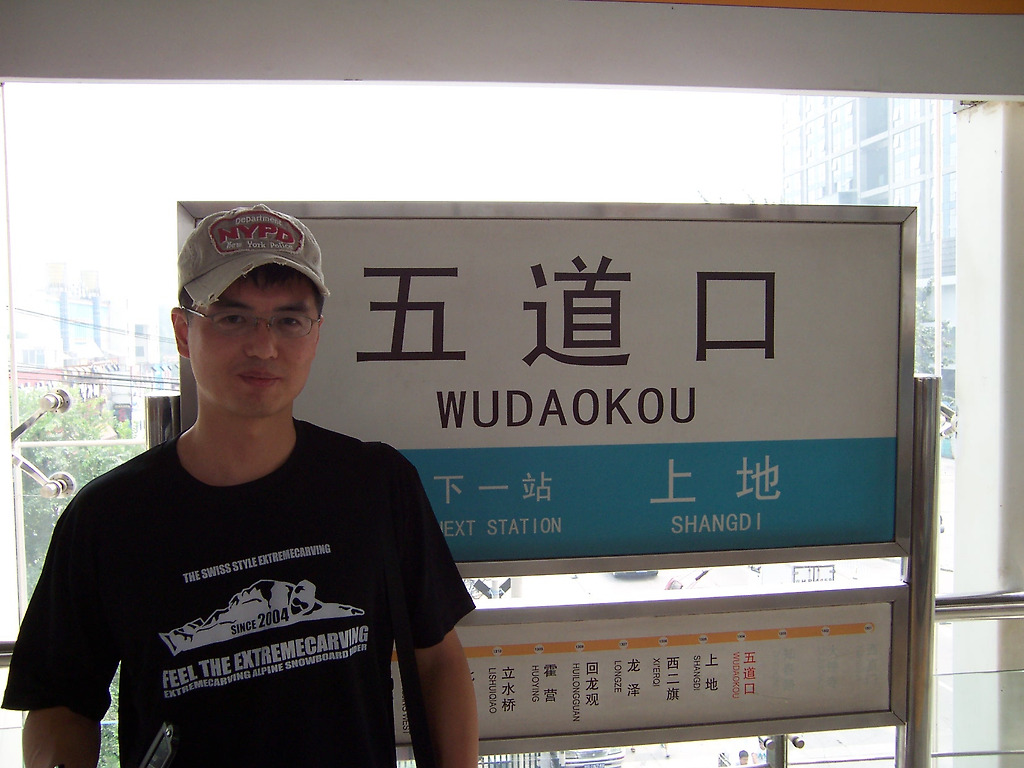 Department
NYPD
New York Police
五道口
WUDAOKOU
下一站 上地
NEXT STATION SHANGDI
THE SWISS STYLE EXTREMECARVING
SINCE 2004
FEEL THE EXTREMECARVING
EXTREMECARVING ALPINE SNOWBOARD RIDER
立水桥
LISHUIQIAO
霍营
HUOYING
回龙观
HUILONGGUAN
龙泽
LONGZE
西二旗
XIERQI
上地
SHANGDI
五道口
WUDAOKOU